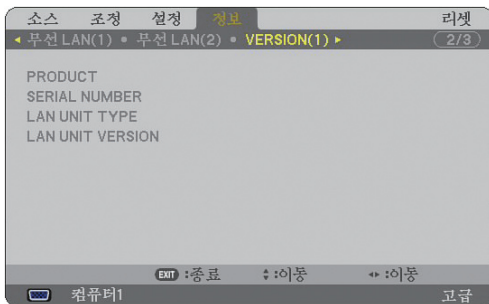 소스 조정 설정 정보 리셋
◂ 무선 LAN(1) • 무선 LAN(2) • VERSION(1) ▸ 2/3
PRODUCT
SERIAL NUMBER
LAN UNIT TYPE
LAN UNIT VERSION
EXIT :종료 :이동 :이동
컴퓨터1 고급